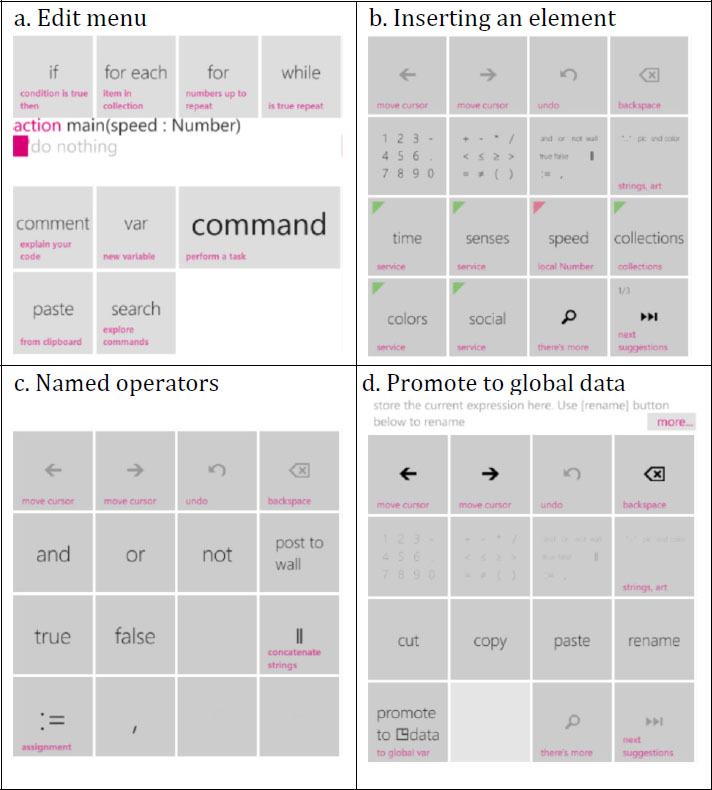 a. Edit menu
if
condition is true
then
for each
item in
collection
for
numbers up to
repeat
while
is true repeat
action main(speed : Number)
do nothing
comment
explain your
code
var
new variable
command
perform a task
paste
from clipboard
search
explore
commands
b. Inserting an element
move cursor
move cursor
undo
backspace
1 2 3 -
4 5 6 .
7 8 9 0
+ - * /
< ≤ ≥ >
= ≠ ( )
and or not wall
true false ||
:= ,
"..." pic end color
strings, art
time
service
senses
service
speed
local Number
collections
collections
colors
service
social
service
there's more
1/3
next
suggestions
c. Named operators
move cursor
move cursor
undo
backspace
and
or
not
post to
wall
true
false
||
concatenate
strings
:=
assignment
,
d. Promote to global data
store the current expression here. Use [rename] button
below to rename
more...
move cursor
move cursor
undo
backspace
1 2 3 -
4 5 6 .
7 8 9 0
+ - * /
< ≤ ≥ >
= ≠ ( )
and or not wall
true false ||
:= ,
"..." pic end color
strings, art
cut
copy
paste
rename
promote
to data
to global var
there's more
next
suggestions